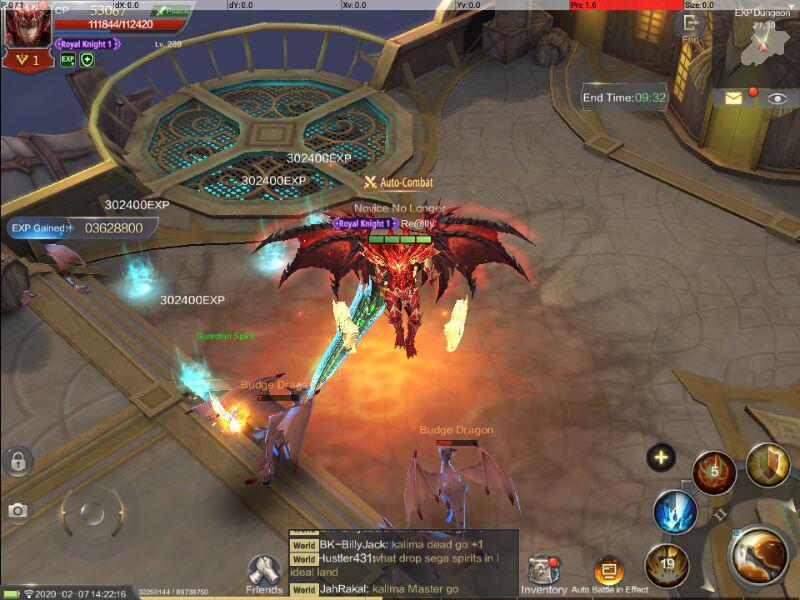 P:0 / 1
dX:0.0
dY:0.0
Xv:0.0
Yv:0.0
Prs:1.0
Size:0.0
CP 53067
Peace
111844/112420
Royal Knight 1
Lv. 289
1
EXP
End
EXP Dungeon
27,30
End Time:09:32
302400EXP
302400EXP
302400EXP
Auto-Combat
Novice No Longer
Royal Knight 1
Re@lly
EXP Gained:
03628800
302400EXP
Guardian Spirit
Budge Dragon
Budge Dragon
5
19
World BK-BillyJack: kalima dead go +1
World Hustler431:what drop sega spirits in i
ideal land
World JahRakal: kalima Master go
Friends
Inventory
Auto Battle in Effect
2020-02-07 14:22:16
32260144 / 89738750